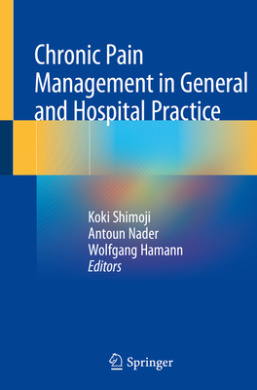 Chronic Pain
Management in General
and Hospital Practice
Koki Shimoji
Antoun Nader
Wolfgang Hamann
Editors
Springer